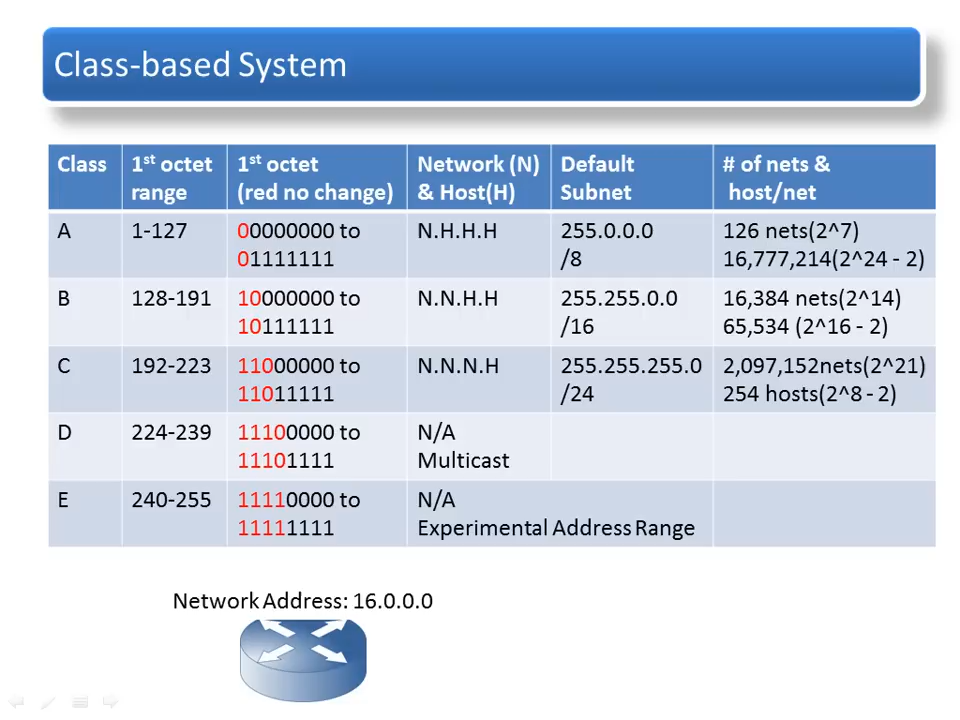 Class-based System
Class
1st octet
range
1st octet
(red no change)
Network (N)
& Host(H)
Default
Subnet
# of nets &
host/net
A
1-127
00000000 to
01111111
N.H.H.H
255.0.0.0
/8
126 nets(2^7)
16,777,214(2^24 - 2)
B
128-191
10000000 to
10111111
N.N.H.H
255.255.0.0
/16
16,384 nets(2^14)
65,534 (2^16 - 2)
C
192-223
11000000 to
11011111
N.N.N.H
255.255.255.0
/24
2,097,152nets(2^21)
254 hosts(2^8 - 2)
D
224-239
11100000 to
11101111
N/A
Multicast
E
240-255
11110000 to
11111111
N/A
Experimental Address Range
Network Address: 16.0.0.0